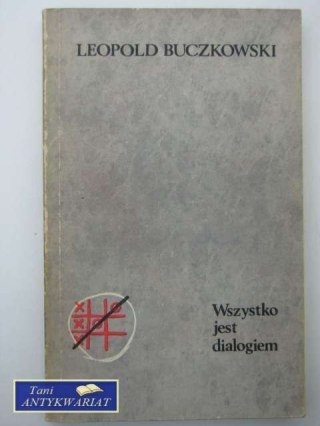 LEOPOLD BUCZKOWSKI
Wszystko
jest
dialogiem
Tani
ANTYKWARIAT